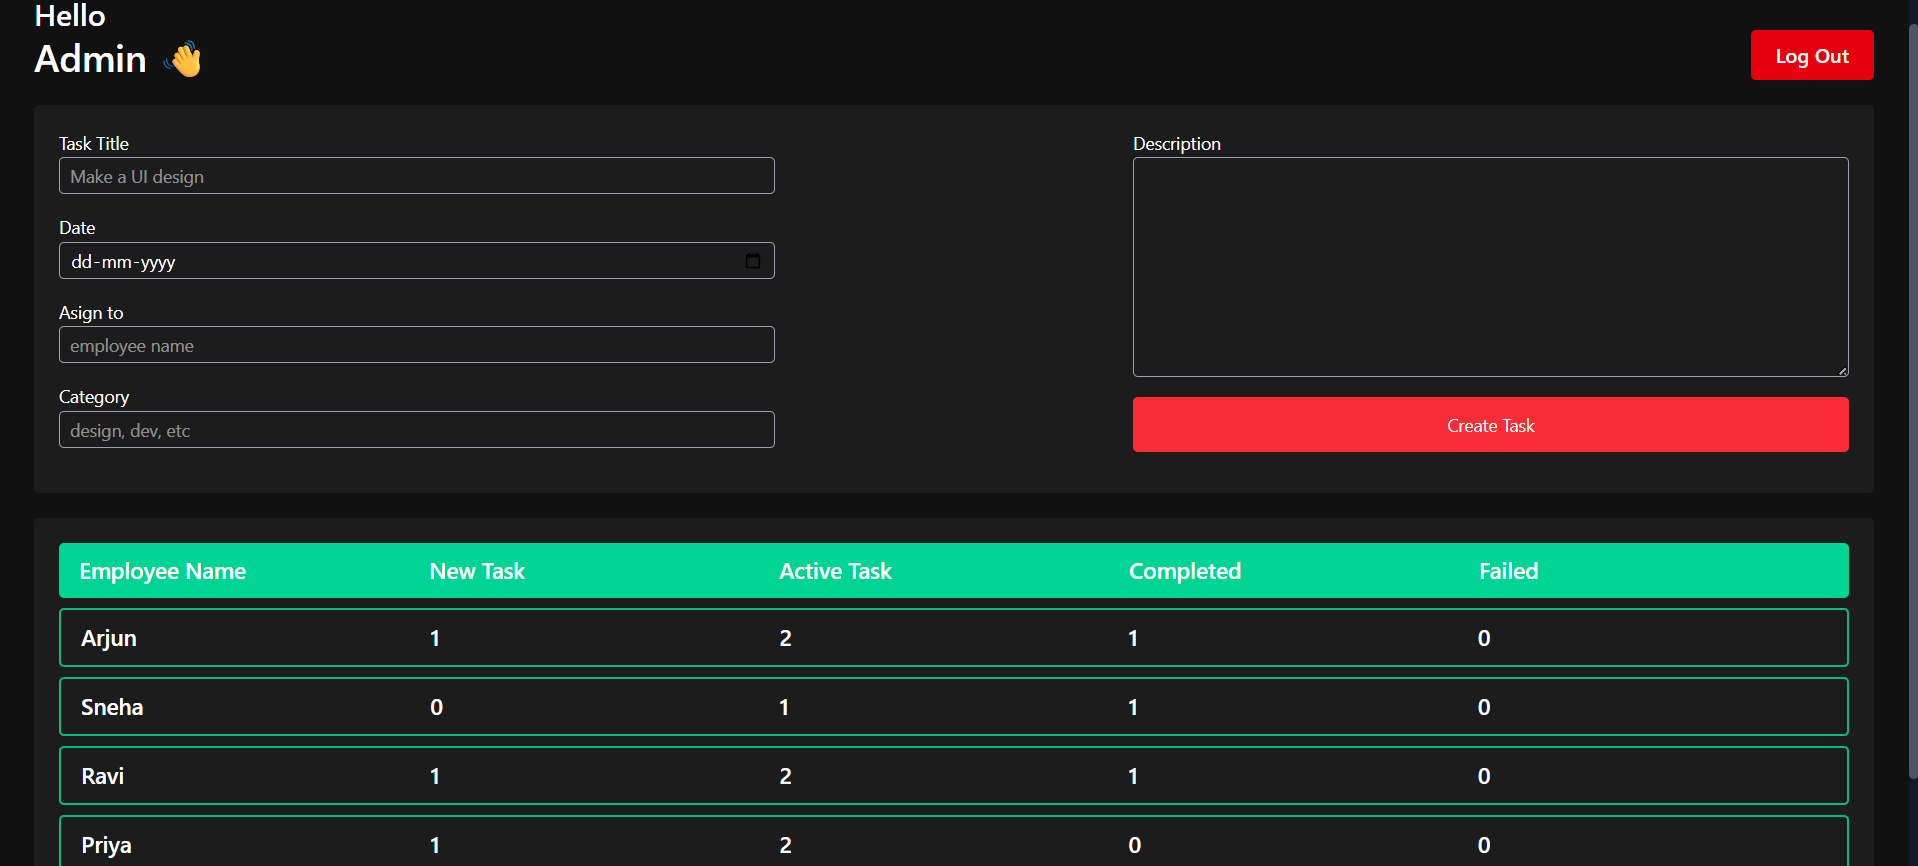 Hello
Admin 👋
Log Out
Task Title
Make a UI design
Date
dd-mm-yyyy
Asign to
employee name
Category
design, dev, etc
Description
Create Task
Employee Name New Task Active Task Completed Failed
Arjun 1 2 1 0
Sneha 0 1 1 0
Ravi 1 2 1 0
Priya 1 2 0 0